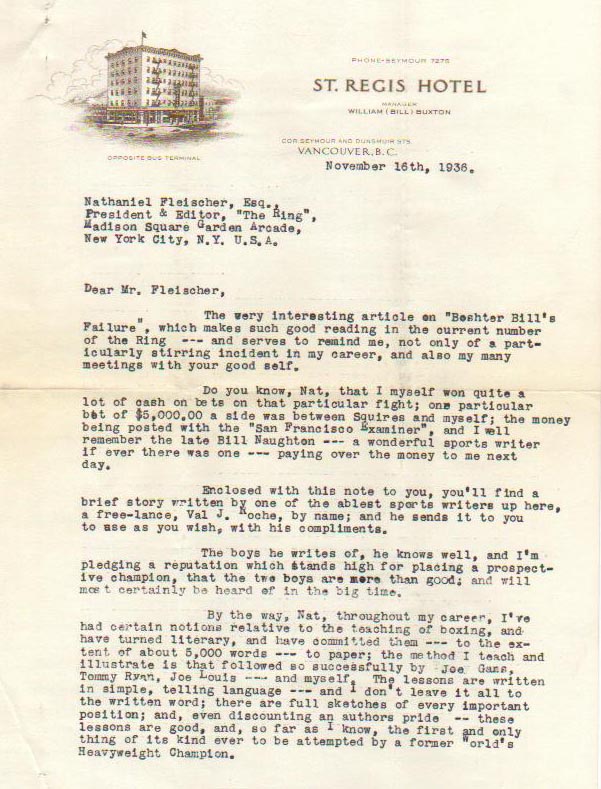 PHONE-SEYMOUR 7275
ST. REGIS HOTEL
MANAGER
WILLIAM (BILL) BUXTON
COR SEYMOUR AND DUNSMUIR STS.
VANCOUVER, B.C.
OPPOSITE BUS TERMINAL
November 16th, 1936.
Nathaniel Fleischer, Esq.,
President & Editor, "The Ring",
Madison Square Garden Arcade,
New York City, N.Y. U.S.A.
Dear Mr. Fleischer,
The very interesting article on "Boshter Bill's
Failure", which makes such good reading in the current number
of the Ring --- and serves to remind me, not only of a part-
icularly stirring incident in my career, and also my many
meetings with your good self.
Do you know, Nat, that I myself won quite a
lot of cash on bets on that particular fight; one particular
bet of $5,000.00 a side was between Squires and myself; the money
being posted with the "San Francisco Examiner", and I well
remember the late Bill Naughton --- a wonderful sports writer
if ever there was one --- paying over the money to me next
day.
Enclosed with this note to you, you'll find a
brief story written by one of the ablest sports writers up here,
a free-lance, Val J. Roche, by name; and he sends it to you
to use as you wish, with his compliments.
The boys he writes of, he knows well, and I'm
pledging a reputation which stands high for placing a prospect-
ive champion, that the two boys are more than good; and will
most certainly be heard of in the big time.
By the way, Nat, throughout my career, I've
had certain notions relative to the teaching of boxing, and
have turned literary, and have committed them --- to the ex-
tent of about 5,000 words --- to paper; the method I teach and
illustrate is that followed so successfully by Joe Gans,
Tommy Ryan, Joe Louis --- and myself. The lessons are written
in simple, telling language --- and I don't leave it all to
the written word; there are full sketches of every important
position; and, even discounting an authors pride -- these
lessons are good, and, so far as I know, the first and only
thing of its kind ever to be attempted by a former World's
Heavyweight Champion.